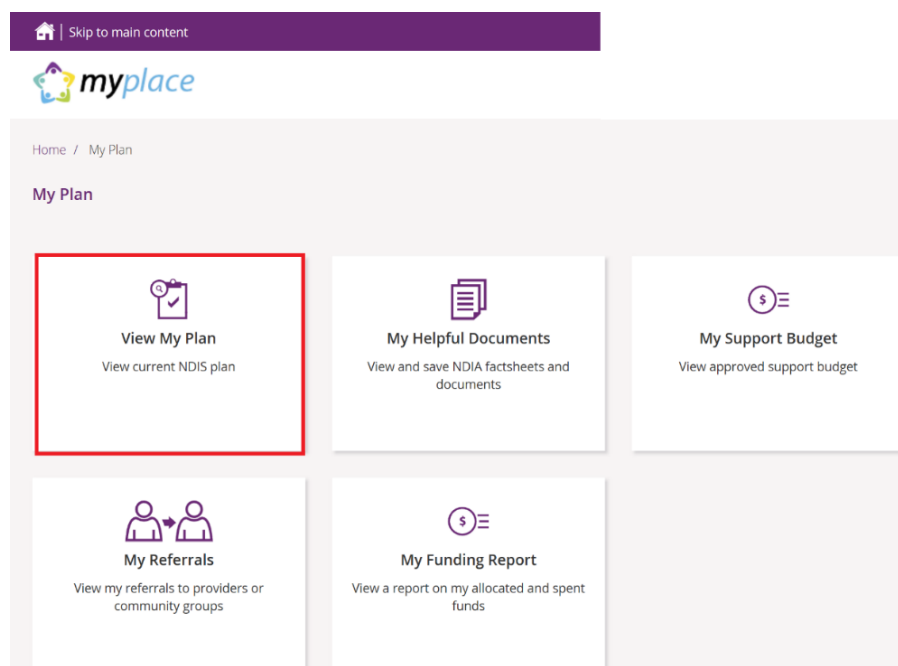 Skip to main content
myplace
Home / My Plan
My Plan
View My Plan
View current NDIS plan
My Helpful Documents
View and save NDIA factsheets and
documents
$
My Support Budget
View approved support budget
My Referrals
View my referrals to providers or
community groups
$
My Funding Report
View a report on my allocated and spent
funds